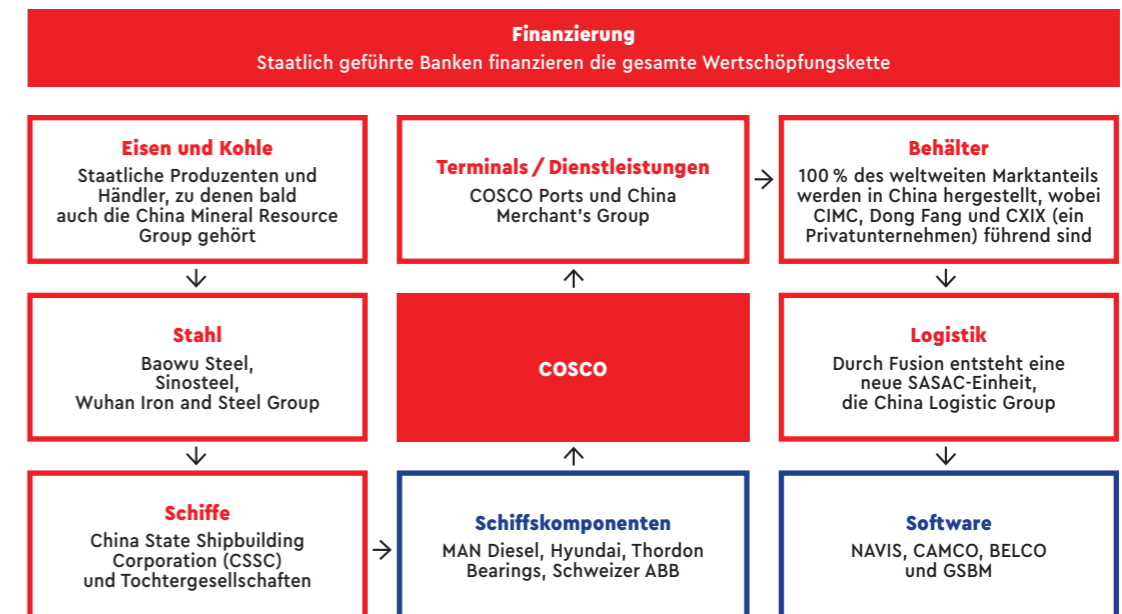 Finanzierung
Staatlich geführte Banken finanzieren die gesamte Wertschöpfungskette
Eisen und Kohle
Staatliche Produzenten und
Händler, zu denen bald
auch die China Mineral Resource
Group gehört
Terminals / Dienstleistungen
COSCO Ports und China
Merchant's Group
→
Behälter
100 % des weltweiten Marktanteils
werden in China hergestellt, wobei
CIMC, Dong Fang und CXIX (ein
Privatunternehmen) führend sind
↓
↑
↓
Stahl
Baowu Steel,
Sinosteel,
Wuhan Iron and Steel Group
COSCO
Logistik
Durch Fusion entsteht eine
neue SASAC-Einheit,
die China Logistic Group
↓
↑
↓
Schiffe
China State Shipbuilding
Corporation (CSSC)
und Tochtergesellschaften
→
Schiffskomponenten
MAN Diesel, Hyundai, Thordon
Bearings, Schweizer ABB
Software
NAVIS, CAMCO, BELCO
und GSBM